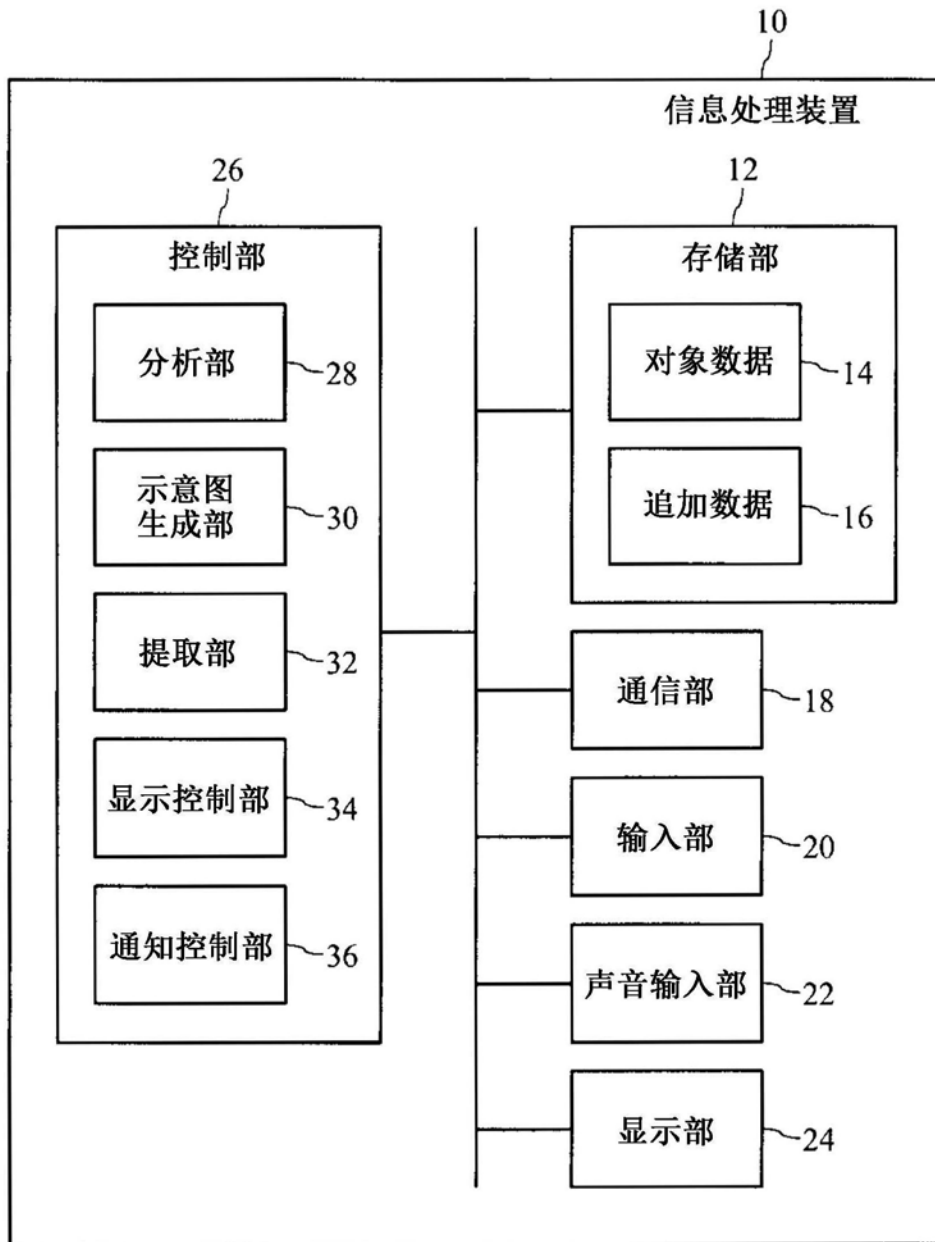 10
信息处理装置
26
控制部
分析部
28
示意图
生成部
30
提取部
32
显示控制部
34
通知控制部
36
12
存储部
对象数据
14
追加数据
16
通信部
18
输入部
20
声音输入部
22
显示部
24